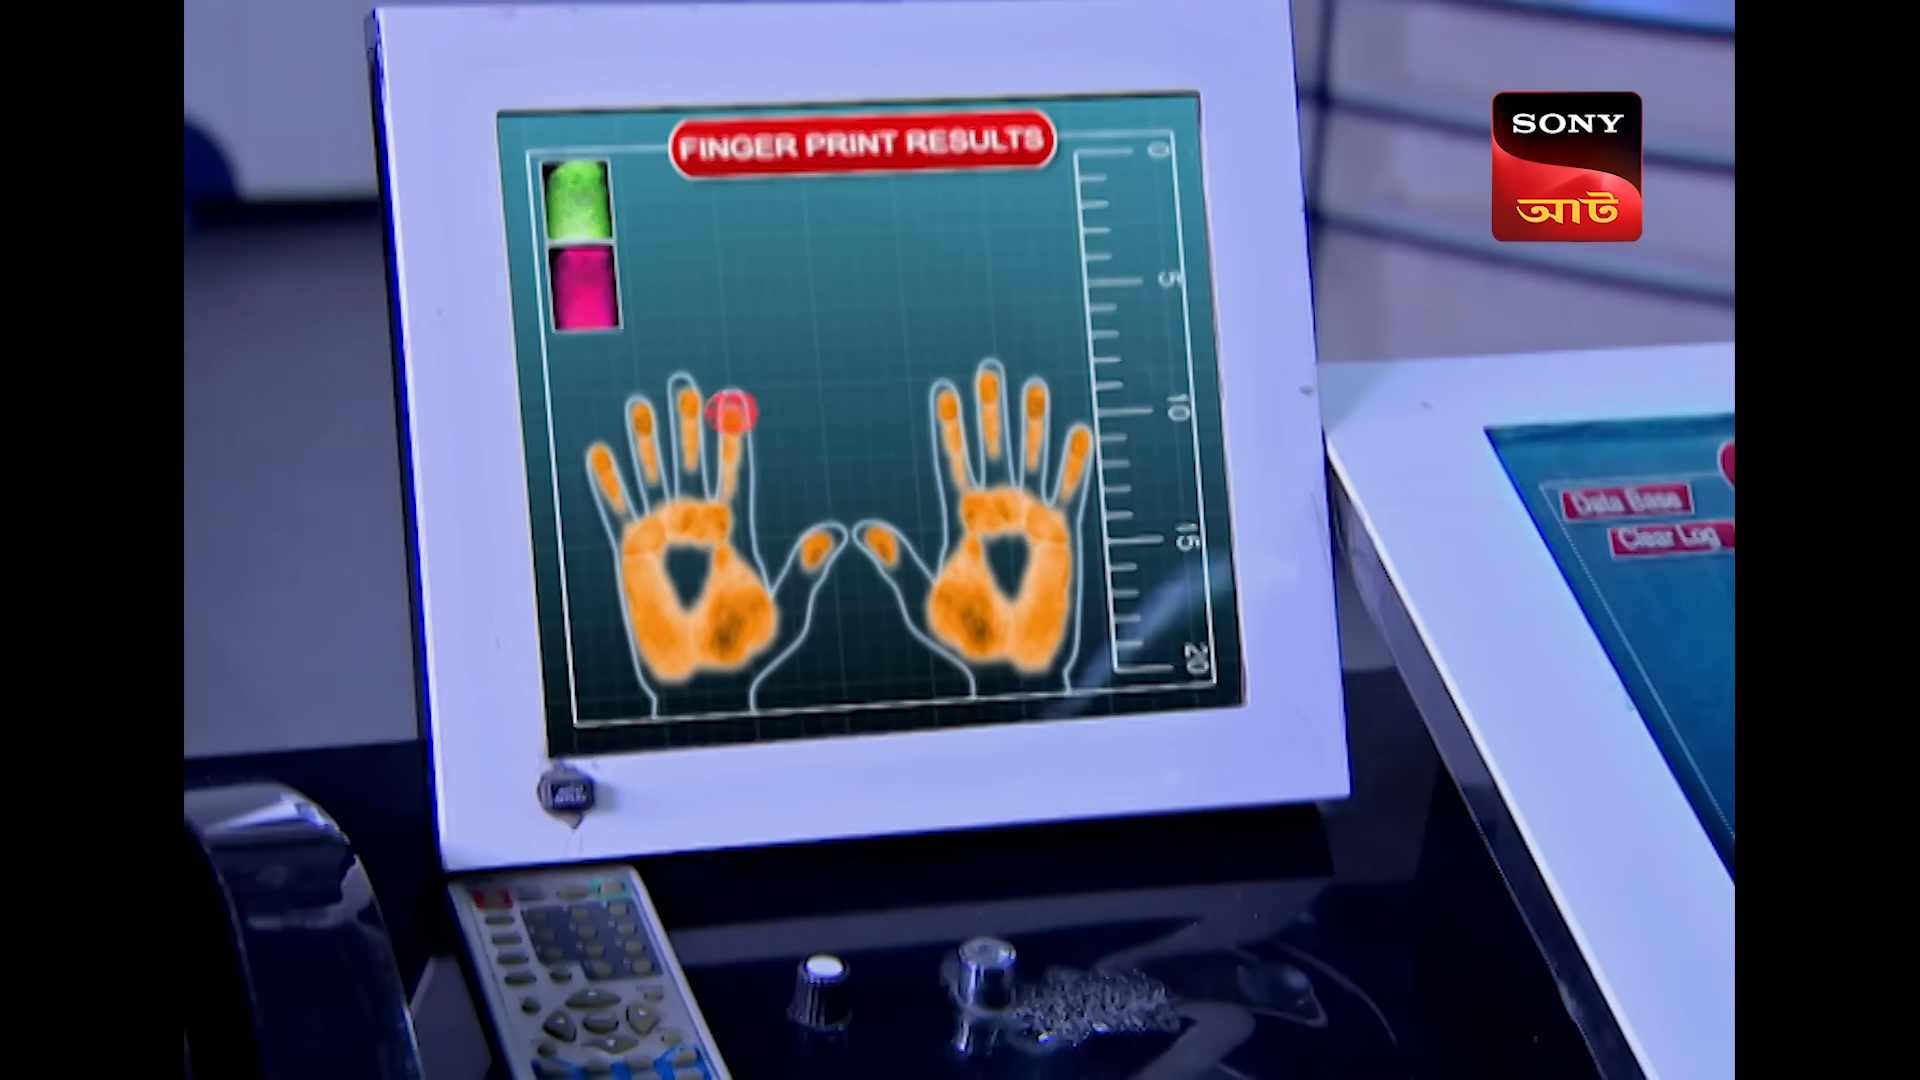 FINGER PRINT RESULTS
0
5
10
15
20
SONY
আট
Data Base
Clear Log